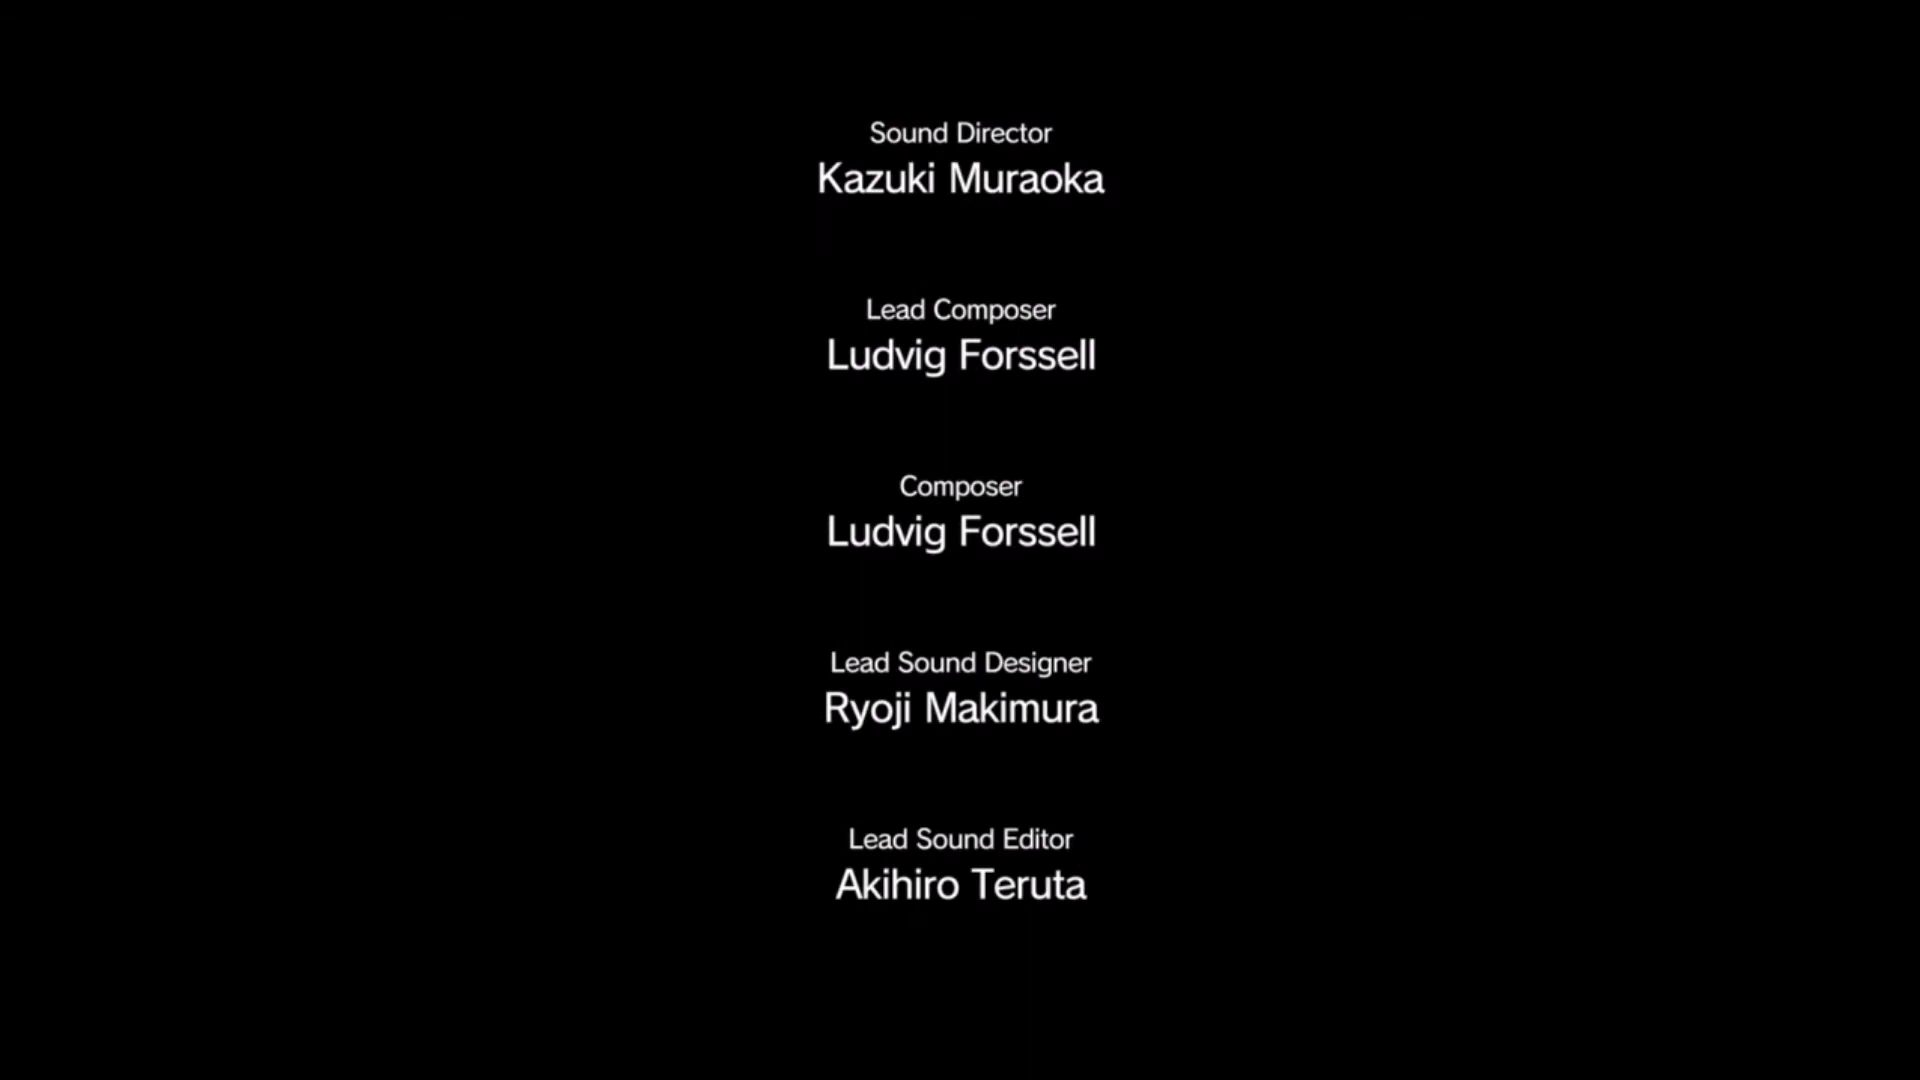 Sound Director
Kazuki Muraoka
Lead Composer
Ludvig Forssell
Composer
Ludvig Forssell
Lead Sound Designer
Ryoji Makimura
Lead Sound Editor
Akihiro Teruta